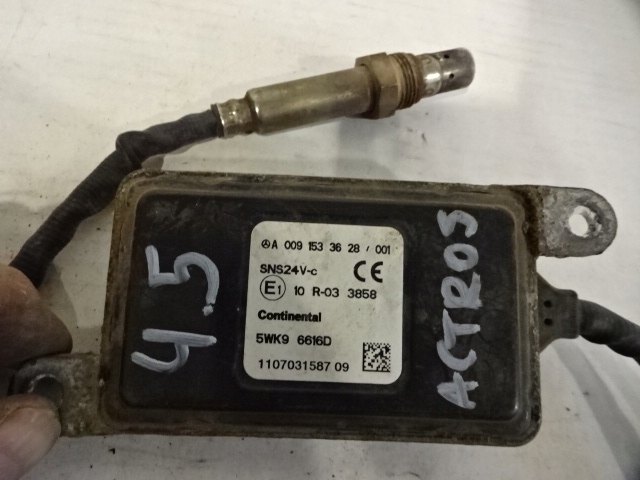 4.5
A 009 153 36 28 / 001
SNS24V-c
CE
E1 10 R-03 3858
Continental
5WK9 6616D
1107031587 09
ACTROS